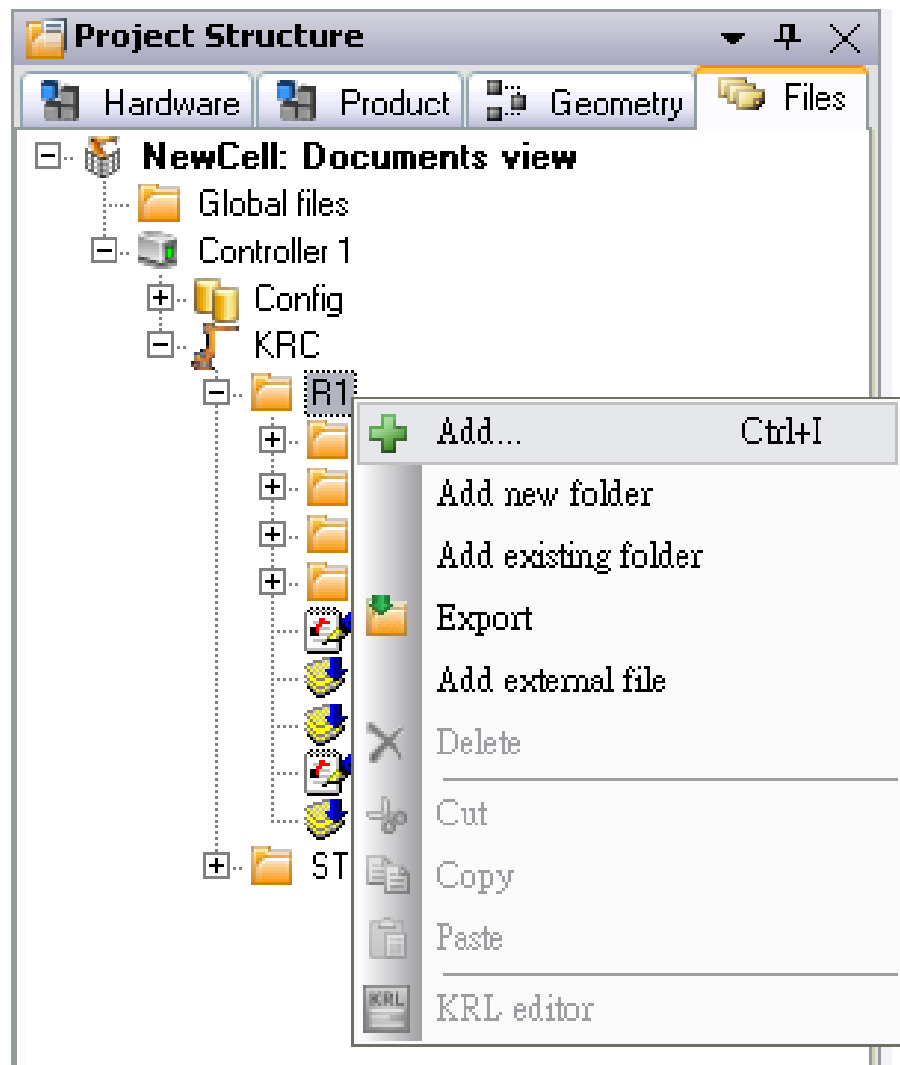 Project Structure
Hardware Product Geometry Files
NewCell: Documents view
Global files
Controller 1
Config
KRC
R1
Add... Ctrl+I
Add new folder
Add existing folder
Export
Add external file
Delete
Cut
ST
Copy
Paste
KRL editor